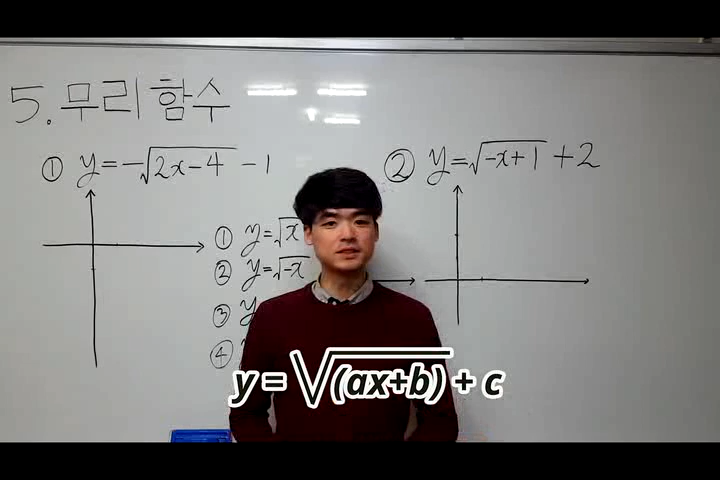 5. 무리함수
① y=-√2x-4 -1
② y=√-x+1 +2
① y=√x
② y=√-x
③ y
④
y = √(ax+b) + c